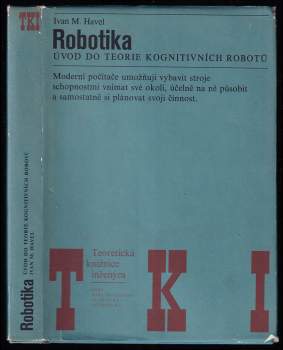 TKI
Robotika
ÚVOD DO TEORIE KOGNITIVNÍCH ROBOTŮ
IVAN M. HAVEL
Ivan M. Havel
Robotika
ÚVOD DO TEORIE KOGNITIVNÍCH ROBOTŮ
Moderní počítače umožňují vybavit stroje
schopnostmi vnímat své okolí, účelně na ně působit
a samostatně si plánovat svoji činnost.
Teoretická
knižnice
inženýra
T K I